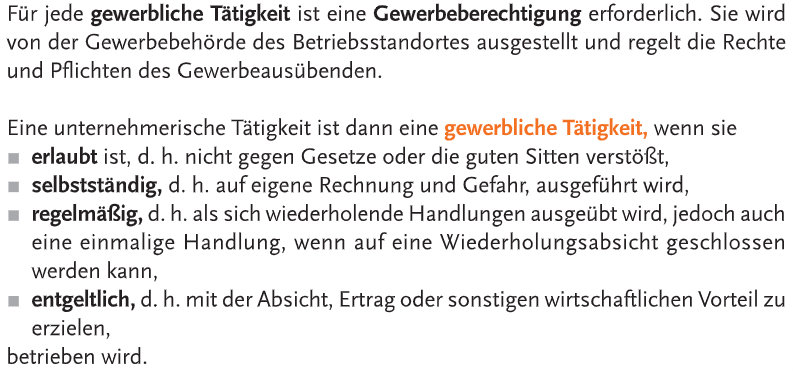 Für jede gewerbliche Tätigkeit ist eine Gewerbeberechtigung erforderlich. Sie wird
von der Gewerbebehörde des Betriebsstandortes ausgestellt und regelt die Rechte
und Pflichten des Gewerbeausübenden.
Eine unternehmerische Tätigkeit ist dann eine gewerbliche Tätigkeit, wenn sie
■ erlaubt ist, d. h. nicht gegen Gesetze oder die guten Sitten verstößt,
■ selbstständig, d. h. auf eigene Rechnung und Gefahr, ausgeführt wird,
■ regelmäßig, d. h. als sich wiederholende Handlungen ausgeübt wird, jedoch auch
eine einmalige Handlung, wenn auf eine Wiederholungsabsicht geschlossen
werden kann,
■ entgeltlich, d. h. mit der Absicht, Ertrag oder sonstigen wirtschaftlichen Vorteil zu
erzielen,
betrieben wird.